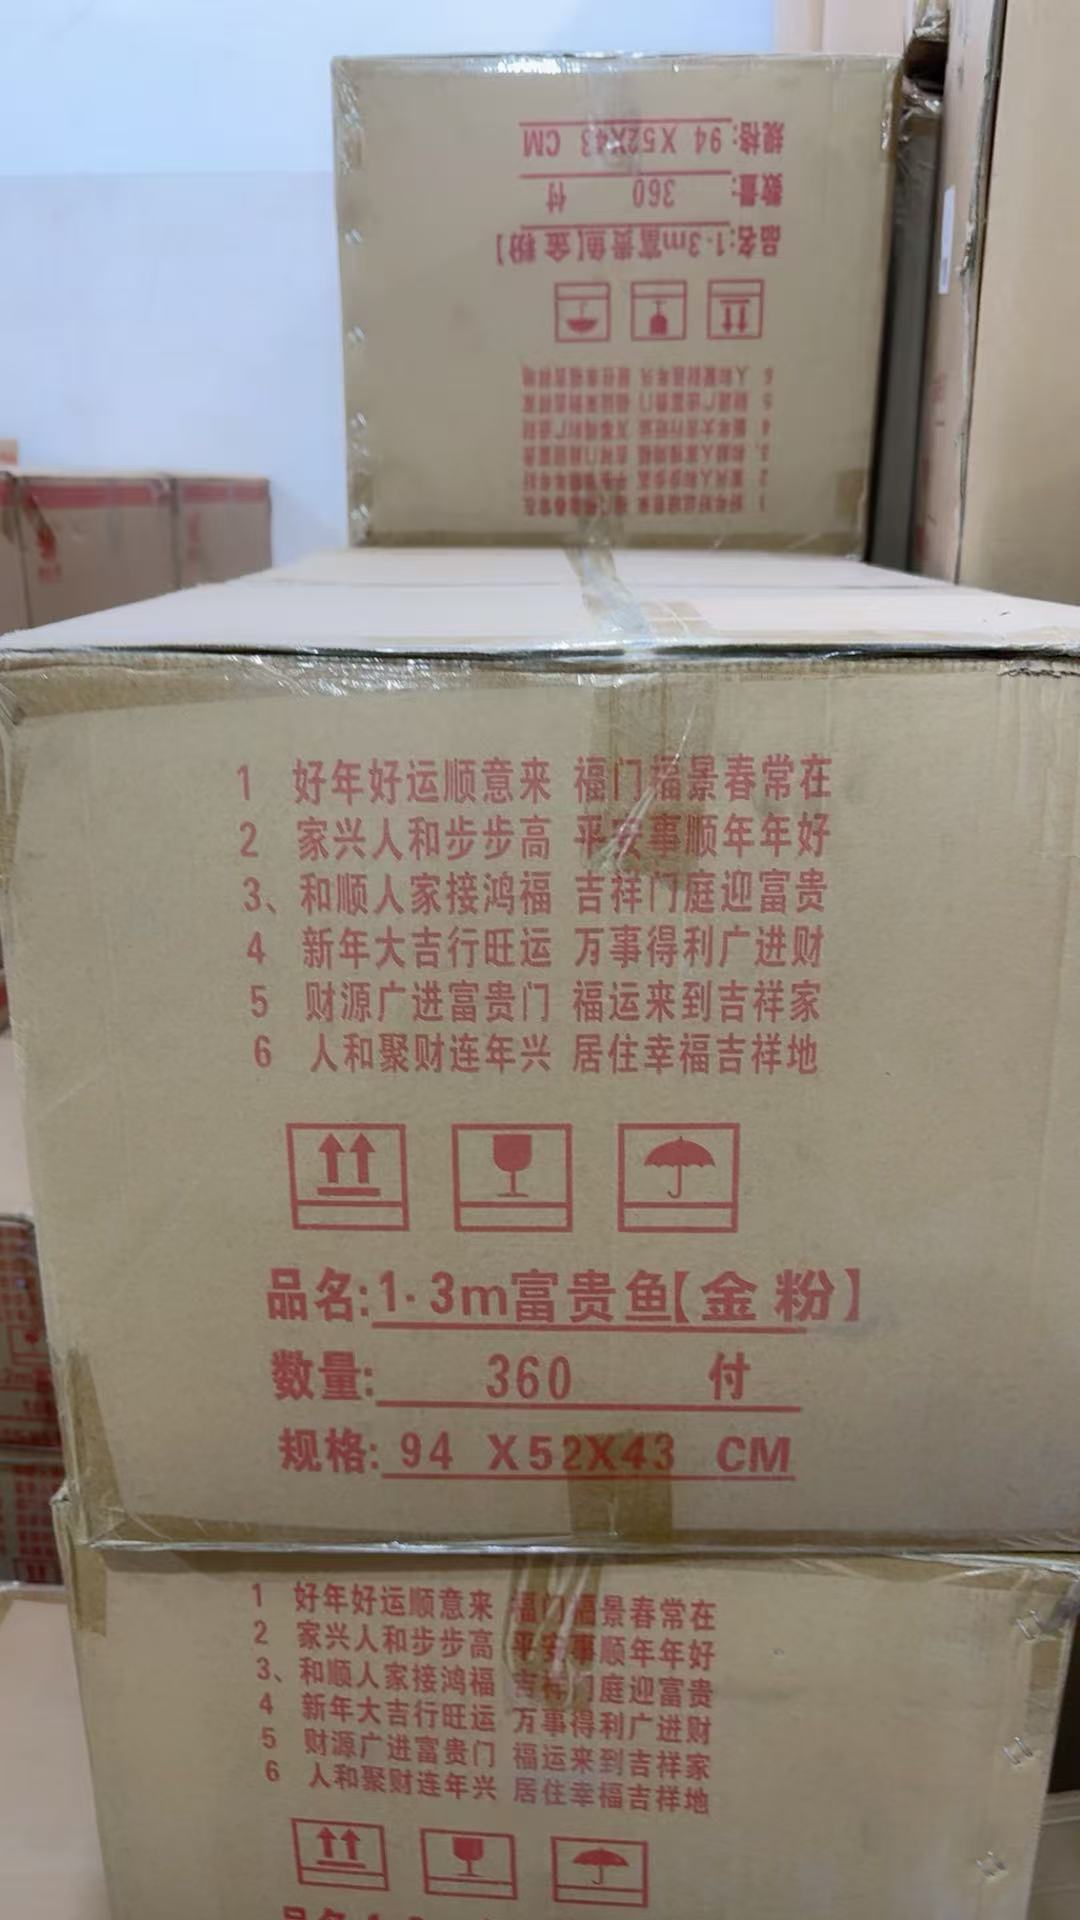 规格: 94 X52X43 CM
数量: 360 付
品名:1·3m富贵鱼【金粉】
1 好年好运顺意来 福门福景春常在
2 家兴人和步步高 平安事顺年年好
3、和顺人家接鸿福 吉祥门庭迎富贵
4 新年大吉行旺运 万事得利广进财
5 财源广进富贵门 福运来到吉祥家
6 人和聚财连年兴 居住幸福吉祥地
品名:1·3m富贵鱼【金粉】
数量: 360 付
规格: 94 X52X43 CM
1 好年好运顺意来 福门福景春常在
2 家兴人和步步高 平安事顺年年好
3、和顺人家接鸿福 吉祥门庭迎富贵
4 新年大吉行旺运 万事得利广进财
5 财源广进富贵门 福运来到吉祥家
6 人和聚财连年兴 居住幸福吉祥地